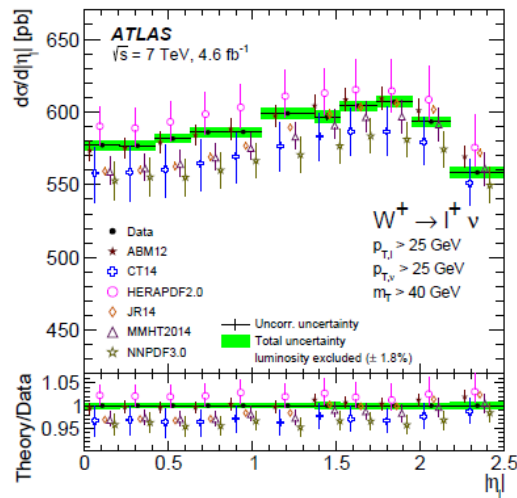 dσ/d|η_l| [pb]
650
600
550
500
450
ATLAS
√s = 7 TeV, 4.6 fb⁻¹
W⁺ → l⁺ ν
p_T,l > 25 GeV
p_T,ν > 25 GeV
m_T > 40 GeV
Data
ABM12
CT14
HERAPDF2.0
JR14
MMHT2014
NNPDF3.0
Uncorr. uncertainty
Total uncertainty
luminosity excluded (± 1.8%)
Theory/Data
1.05
1
0.95
0 0.5 1 1.5 2 2.5
|η_l|